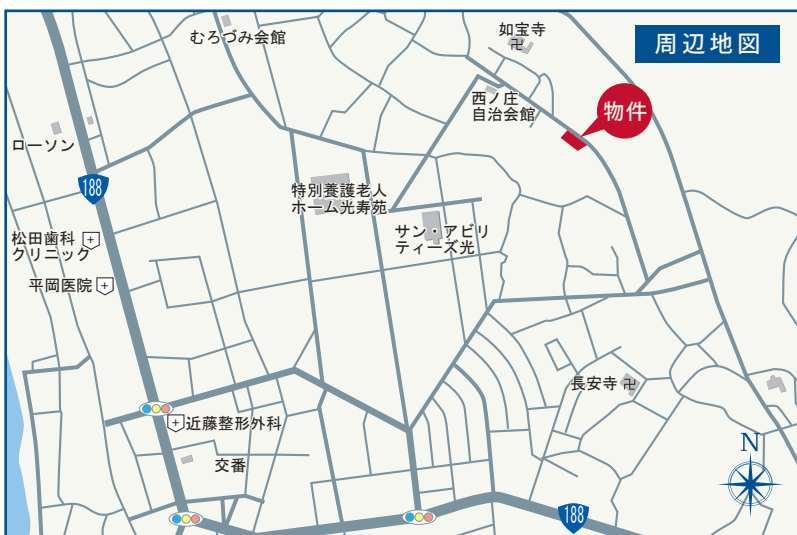 むろづみ会館
如宝寺
周辺地図
西ノ庄
自治会館
物件
ローソン
188
特別養護老人
ホーム光寿苑
サン・アビリ
ティーズ光
松田歯科
クリニック
平岡医院
長安寺
近藤整形外科
交番
N
188